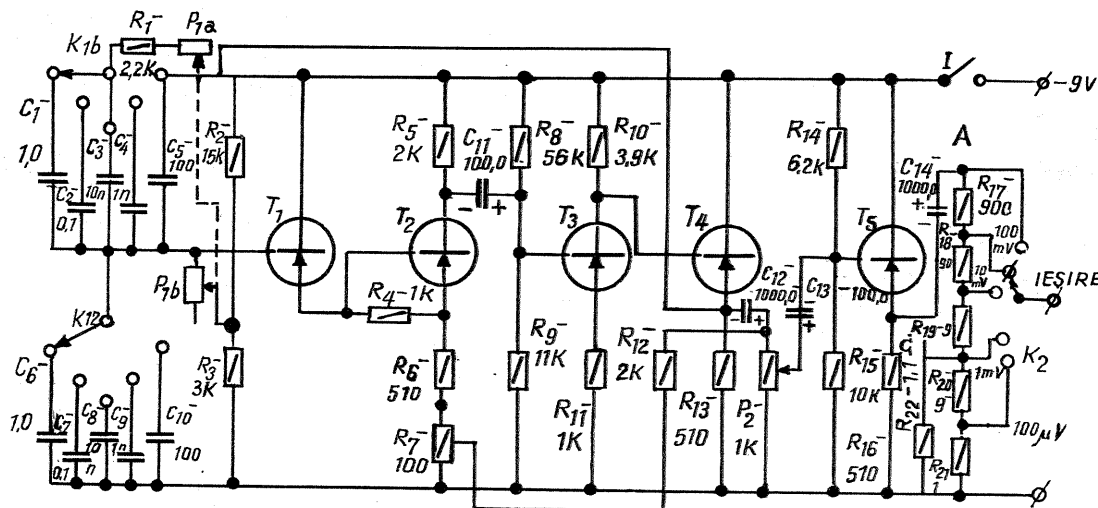 K1b
R1-
2,2K
P1a
I
-9V
C1-
1,0
C2-
0,1
C3-
10n
C4-
1n
C5-
100
R2-
15K
T1
R5-
2K
C11-
100,0
R8-
56K
R10-
3,9K
T2
T3
T4
R14-
6,2K
T5
C14-
1000,0
A
R17-
900
100
mV
R-
18
90
10
mV
IESIRE
P1b
R4-1K
C12-
1000,0
C13
-100,0
K12
C6-
1,0
C7-
0,1
C8-
10
n
C9-
1n
C10-
100
R3-
3K
R6-
510
R7-
100
R9-
11K
R11-
1K
R12-
2K
R13-
510
P2-
1K
R15-
10K
R16-
510
R22-1,1
R19-9
1mV
K2
R20-
9
100µV
R21
1